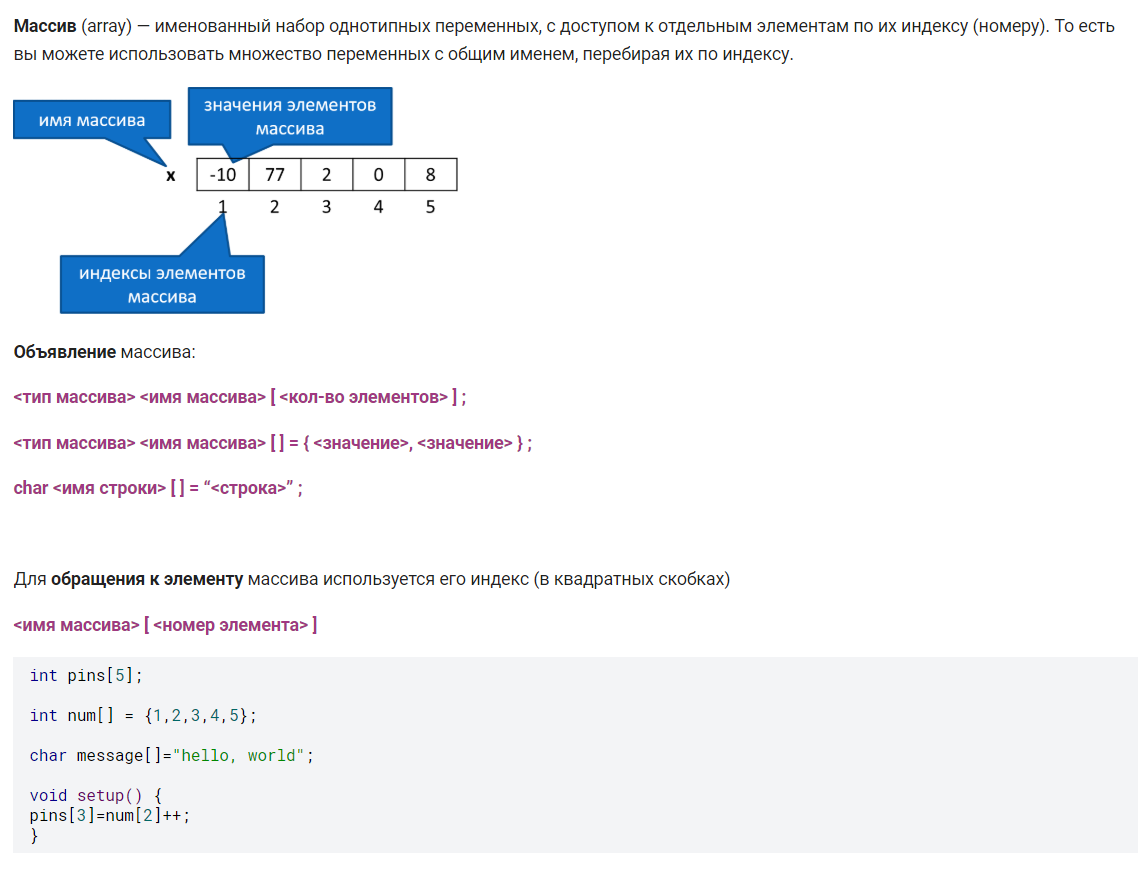 Массив (array) — именованный набор однотипных переменных, с доступом к отдельным элементам по их индексу (номеру). То есть
вы можете использовать множество переменных с общим именем, перебирая их по индексу.
имя массива
значения элементов
массива
x -10 77 2 0 8
1 2 3 4 5
индексы элементов
массива
Объявление массива:
<тип массива> <имя массива> [ <кол-во элементов> ] ;
<тип массива> <имя массива> [ ] = { <значение>, <значение> } ;
char <имя строки> [ ] = “<строка>” ;
Для обращения к элементу массива используется его индекс (в квадратных скобках)
<имя массива> [ <номер элемента> ]
int pins[5];
int num[] = {1,2,3,4,5};
char message[]="hello, world";
void setup() {
pins[3]=num[2]++;
}